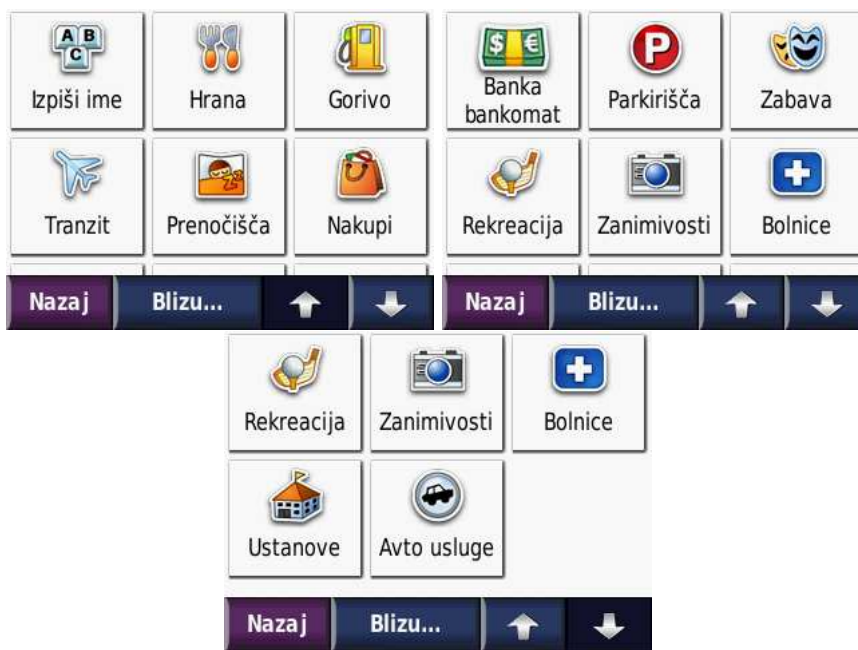 A B C
Izpiši ime
Hrana
Gorivo
Tranzit
Prenočišča
Nakupi
Nazaj
Blizu...
$ €
Banka
bankomat
P
Parkirišča
Zabava
Rekreacija
Zanimivosti
Bolnice
Nazaj
Blizu...
Rekreacija
Zanimivosti
Bolnice
Ustanove
Avto usluge
Nazaj
Blizu...